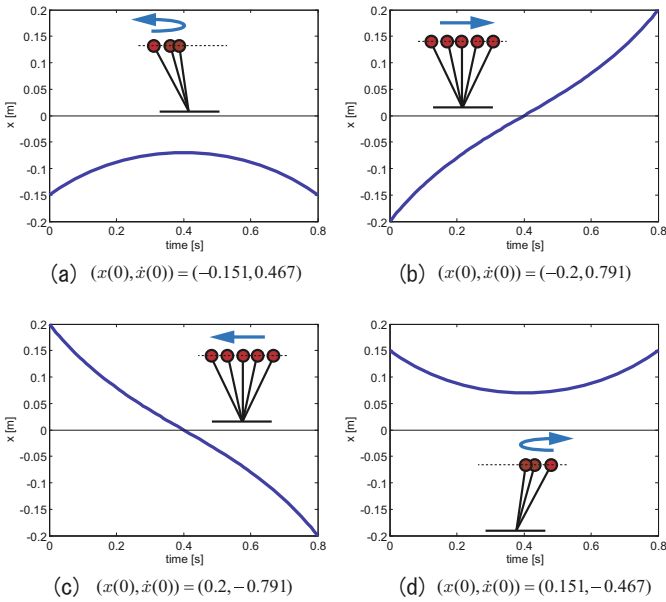 0.2
0.15
0.1
0.05
0
-0.05
-0.1
-0.15
-0.2
x [m]
0 0.2 0.4 0.6 0.8
time [s]
(a) (x(0), ẋ(0)) = (−0.151, 0.467)
0.2
0.15
0.1
0.05
0
-0.05
-0.1
-0.15
-0.2
x [m]
0 0.2 0.4 0.6 0.8
time [s]
(b) (x(0), ẋ(0)) = (−0.2, 0.791)
0.2
0.15
0.1
0.05
0
-0.05
-0.1
-0.15
-0.2
x [m]
0 0.2 0.4 0.6 0.8
time [s]
(c) (x(0), ẋ(0)) = (0.2, −0.791)
0.2
0.15
0.1
0.05
0
-0.05
-0.1
-0.15
-0.2
x [m]
0 0.2 0.4 0.6 0.8
time [s]
(d) (x(0), ẋ(0)) = (0.151, −0.467)